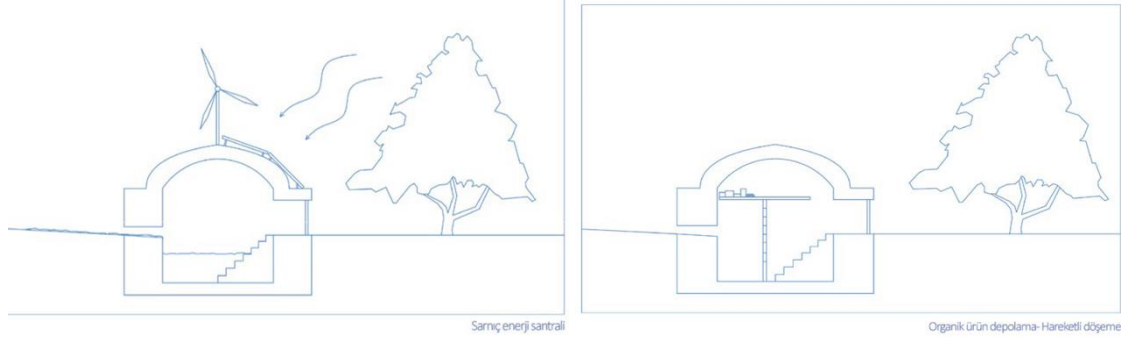 Sarnıç enerji santrali
Organik ürün depolama- Hareketli döşeme